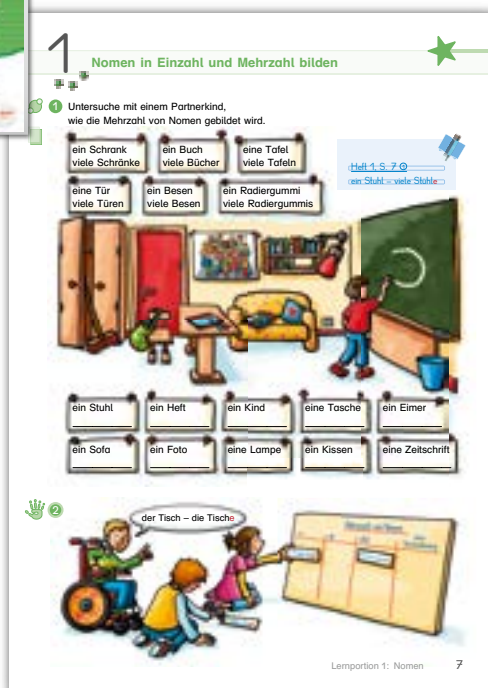 1
Nomen in Einzahl und Mehrzahl bilden
1 Untersuche mit einem Partnerkind,
wie die Mehrzahl von Nomen gebildet wird.
ein Schrank
viele Schränke
ein Buch
viele Bücher
eine Tafel
viele Tafeln
Heft 1, S. 7
ein Stuhl – viele Stühle
eine Tür
viele Türen
ein Besen
viele Besen
ein Radiergummi
viele Radiergummis
ein Stuhl
ein Heft
ein Kind
eine Tasche
ein Eimer
ein Sofa
ein Foto
eine Lampe
ein Kissen
eine Zeitschrift
2
der Tisch – die Tische
Lernportion 1: Nomen 7